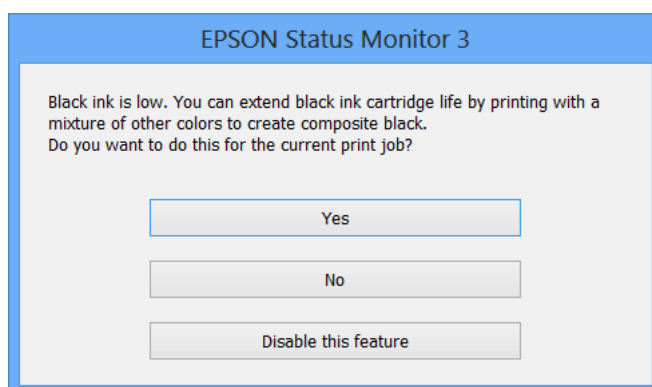 EPSON Status Monitor 3
Black ink is low. You can extend black ink cartridge life by printing with a
mixture of other colors to create composite black.
Do you want to do this for the current print job?
Yes
No
Disable this feature